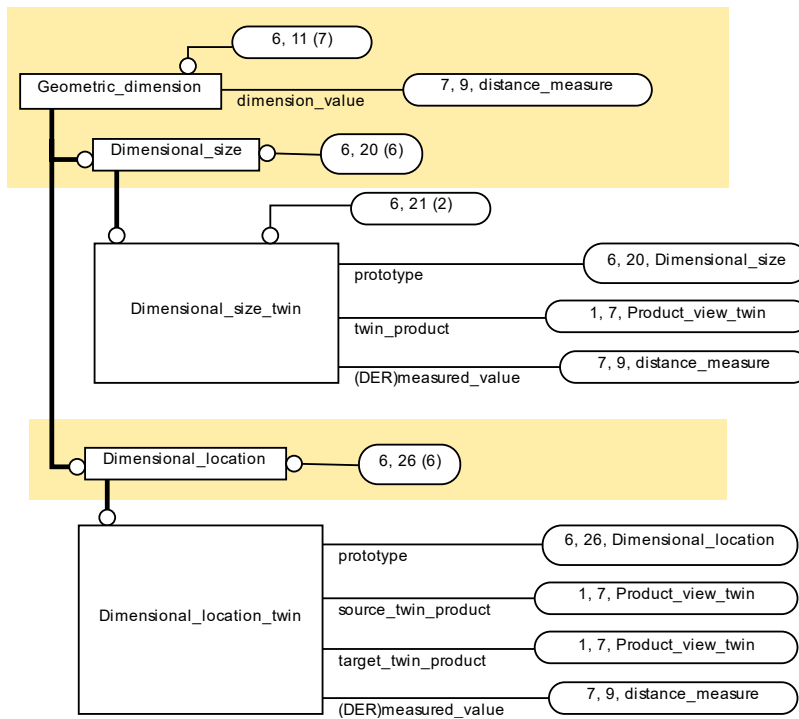 6, 11 (7)
Geometric_dimension
7, 9, distance_measure
dimension_value
Dimensional_size
6, 20 (6)
6, 21 (2)
6, 20, Dimensional_size
prototype
Dimensional_size_twin
1, 7, Product_view_twin
twin_product
7, 9, distance_measure
(DER)measured_value
Dimensional_location
6, 26 (6)
6, 26, Dimensional_location
prototype
1, 7, Product_view_twin
source_twin_product
Dimensional_location_twin
1, 7, Product_view_twin
target_twin_product
7, 9, distance_measure
(DER)measured_value